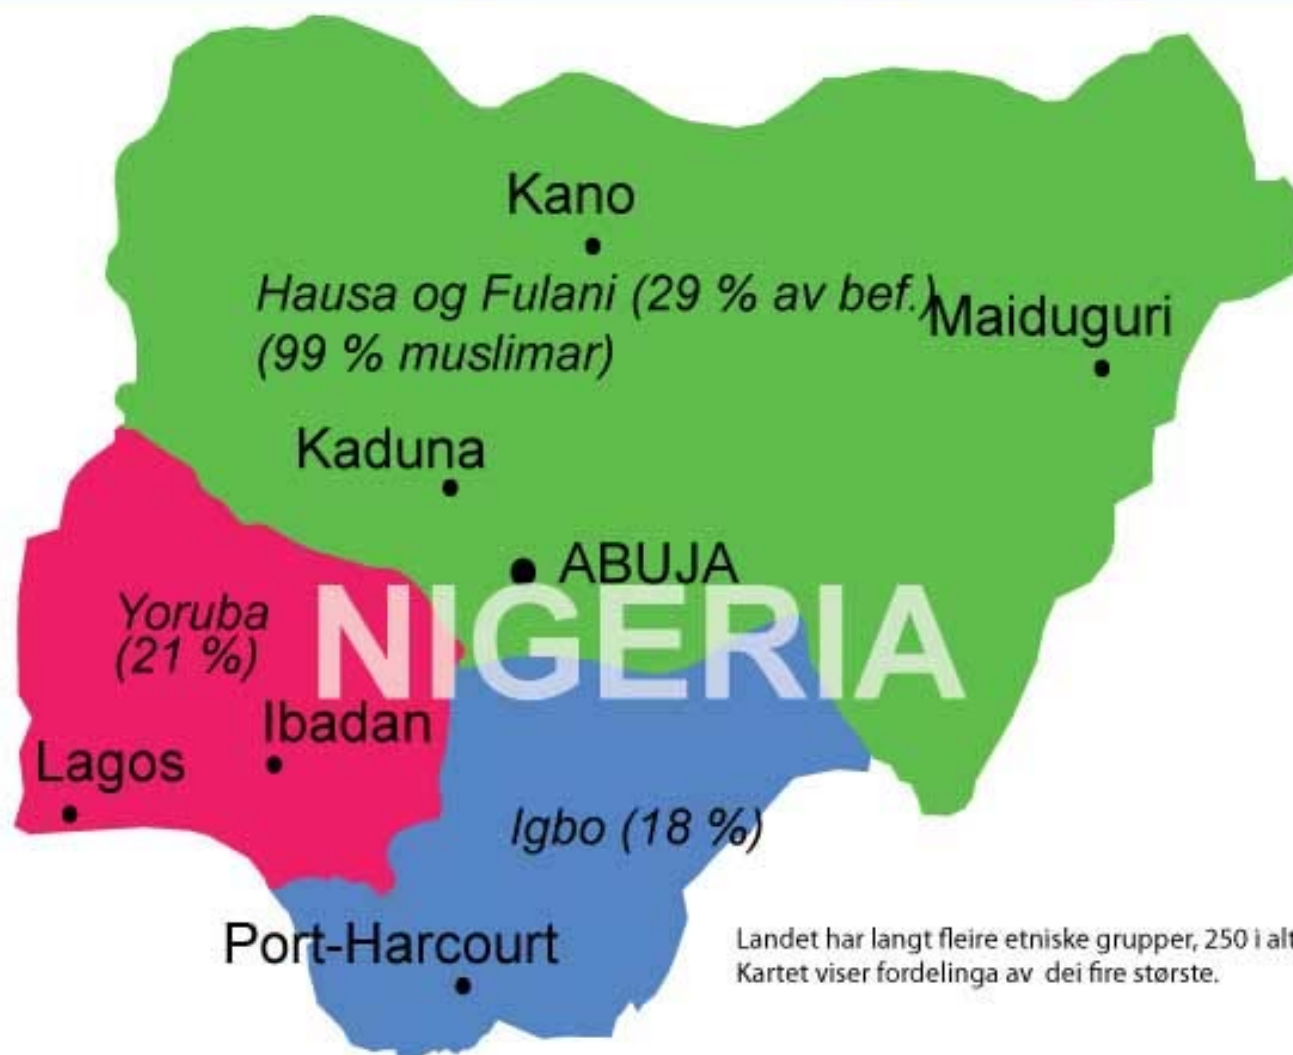 Kano
Hausa og Fulani (29 % av bef.)
(99 % muslimar)
Maiduguri
Kaduna
ABUJA
NIGERIA
Yoruba
(21 %)
Ibadan
Lagos
Igbo (18 %)
Port-Harcourt
Landet har langt fleire etniske grupper, 250 i alt
Kartet viser fordelinga av dei fire største.